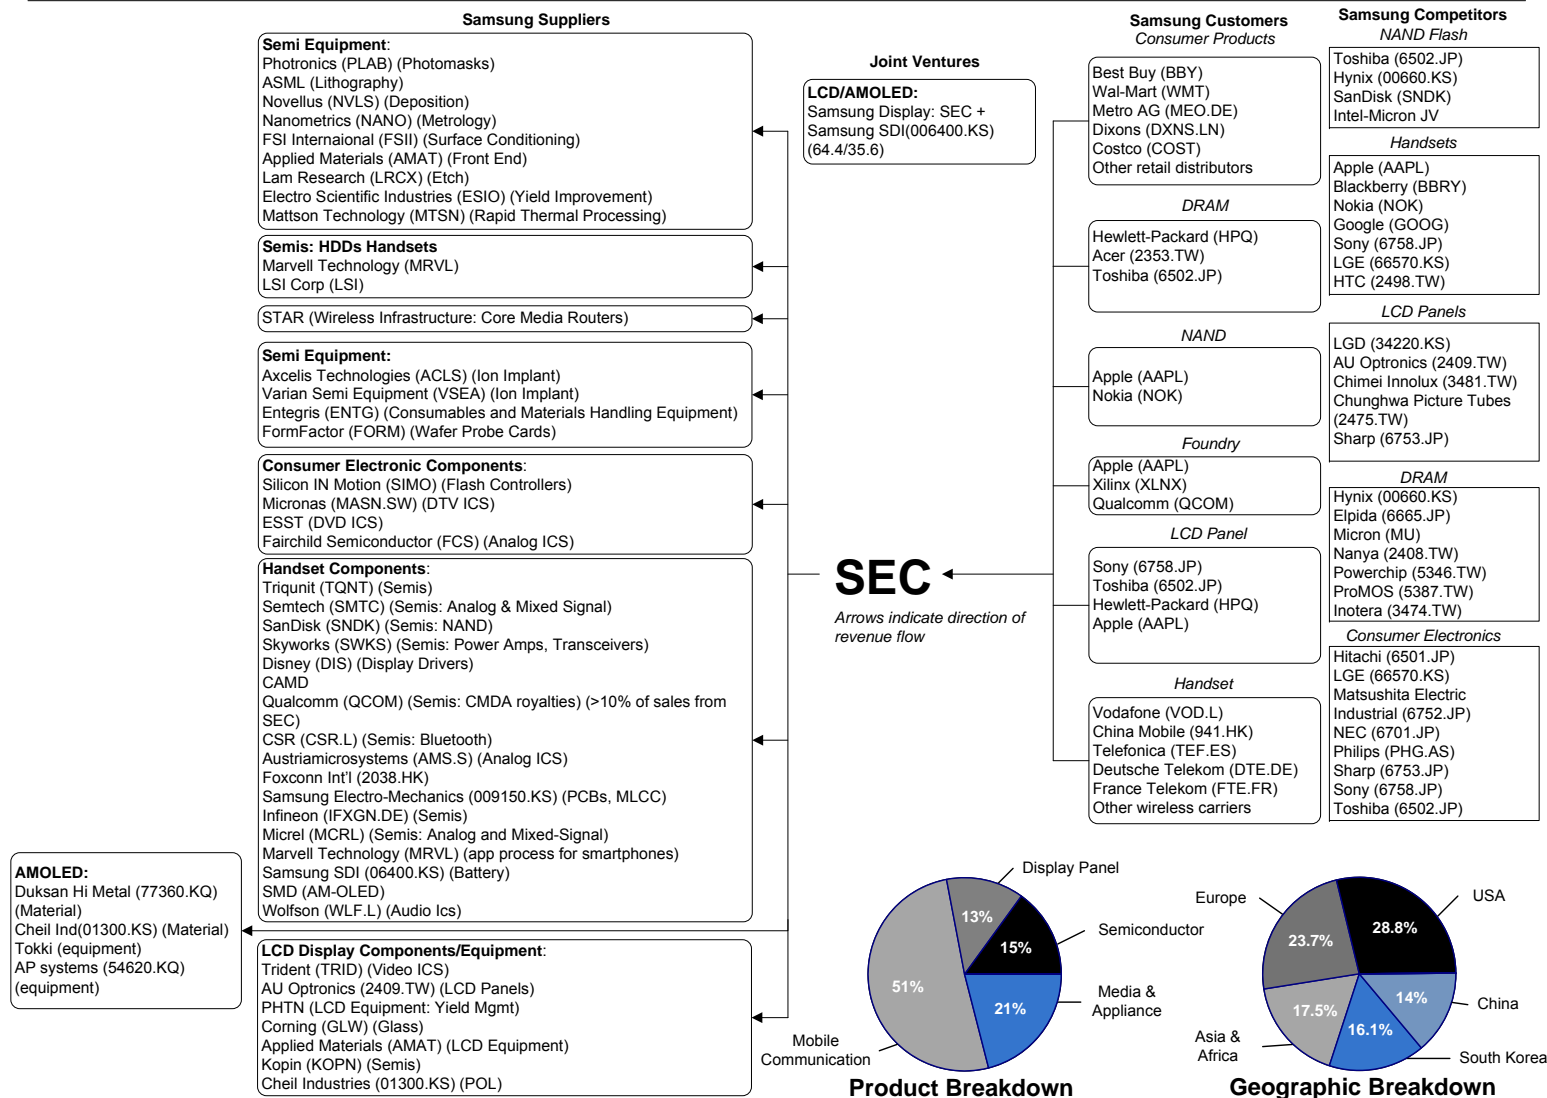 Samsung Suppliers
Semi Equipment:
Photronics (PLAB) (Photomasks)
ASML (Lithography)
Novellus (NVLS) (Deposition)
Nanometrics (NANO) (Metrology)
FSI Internaional (FSII) (Surface Conditioning)
Applied Materials (AMAT) (Front End)
Lam Research (LRCX) (Etch)
Electro Scientific Industries (ESIO) (Yield Improvement)
Mattson Technology (MTSN) (Rapid Thermal Processing)
Semis: HDDs Handsets
Marvell Technology (MRVL)
LSI Corp (LSI)
STAR (Wireless Infrastructure: Core Media Routers)
Semi Equipment:
Axcelis Technologies (ACLS) (Ion Implant)
Varian Semi Equipment (VSEA) (Ion Implant)
Entegris (ENTG) (Consumables and Materials Handling Equipment)
FormFactor (FORM) (Wafer Probe Cards)
Consumer Electronic Components:
Silicon IN Motion (SIMO) (Flash Controllers)
Micronas (MASN.SW) (DTV ICS)
ESST (DVD ICS)
Fairchild Semiconductor (FCS) (Analog ICS)
Handset Components:
Triqunit (TQNT) (Semis)
Semtech (SMTC) (Semis: Analog & Mixed Signal)
SanDisk (SNDK) (Semis: NAND)
Skyworks (SWKS) (Semis: Power Amps, Transceivers)
Disney (DIS) (Display Drivers)
CAMD
Qualcomm (QCOM) (Semis: CMDA royalties) (>10% of sales from
SEC)
CSR (CSR.L) (Semis: Bluetooth)
Austriamicrosystems (AMS.S) (Analog ICS)
Foxconn Int'l (2038.HK)
Samsung Electro-Mechanics (009150.KS) (PCBs, MLCC)
Infineon (IFXGN.DE) (Semis)
Micrel (MCRL) (Semis: Analog and Mixed-Signal)
Marvell Technology (MRVL) (app process for smartphones)
Samsung SDI (06400.KS) (Battery)
SMD (AM-OLED)
Wolfson (WLF.L) (Audio Ics)
AMOLED:
Duksan Hi Metal (77360.KQ)
(Material)
Cheil Ind(01300.KS) (Material)
Tokki (equipment)
AP systems (54620.KQ)
(equipment)
LCD Display Components/Equipment:
Trident (TRID) (Video ICS)
AU Optronics (2409.TW) (LCD Panels)
PHTN (LCD Equipment: Yield Mgmt)
Corning (GLW) (Glass)
Applied Materials (AMAT) (LCD Equipment)
Kopin (KOPN) (Semis)
Cheil Industries (01300.KS) (POL)
Joint Ventures
LCD/AMOLED:
Samsung Display: SEC +
Samsung SDI(006400.KS)
(64.4/35.6)
SEC
Arrows indicate direction of
revenue flow
Samsung Customers
Consumer Products
Best Buy (BBY)
Wal-Mart (WMT)
Metro AG (MEO.DE)
Dixons (DXNS.LN)
Costco (COST)
Other retail distributors
DRAM
Hewlett-Packard (HPQ)
Acer (2353.TW)
Toshiba (6502.JP)
NAND
Apple (AAPL)
Nokia (NOK)
Foundry
Apple (AAPL)
Xilinx (XLNX)
Qualcomm (QCOM)
LCD Panel
Sony (6758.JP)
Toshiba (6502.JP)
Hewlett-Packard (HPQ)
Apple (AAPL)
Handset
Vodafone (VOD.L)
China Mobile (941.HK)
Telefonica (TEF.ES)
Deutsche Telekom (DTE.DE)
France Telekom (FTE.FR)
Other wireless carriers
Samsung Competitors
NAND Flash
Toshiba (6502.JP)
Hynix (00660.KS)
SanDisk (SNDK)
Intel-Micron JV
Handsets
Apple (AAPL)
Blackberry (BBRY)
Nokia (NOK)
Google (GOOG)
Sony (6758.JP)
LGE (66570.KS)
HTC (2498.TW)
LCD Panels
LGD (34220.KS)
AU Optronics (2409.TW)
Chimei Innolux (3481.TW)
Chunghwa Picture Tubes
(2475.TW)
Sharp (6753.JP)
DRAM
Hynix (00660.KS)
Elpida (6665.JP)
Micron (MU)
Nanya (2408.TW)
Powerchip (5346.TW)
ProMOS (5387.TW)
Inotera (3474.TW)
Consumer Electronics
Hitachi (6501.JP)
LGE (66570.KS)
Matsushita Electric
Industrial (6752.JP)
NEC (6701.JP)
Philips (PHG.AS)
Sharp (6753.JP)
Sony (6758.JP)
Toshiba (6502.JP)
Display Panel
13%
Semiconductor
15%
51%
Media &
Appliance
21%
Mobile
Communication
Product Breakdown
Europe
USA
23.7%
28.8%
17.5%
14%
China
16.1%
Asia &
Africa
South Korea
Geographic Breakdown